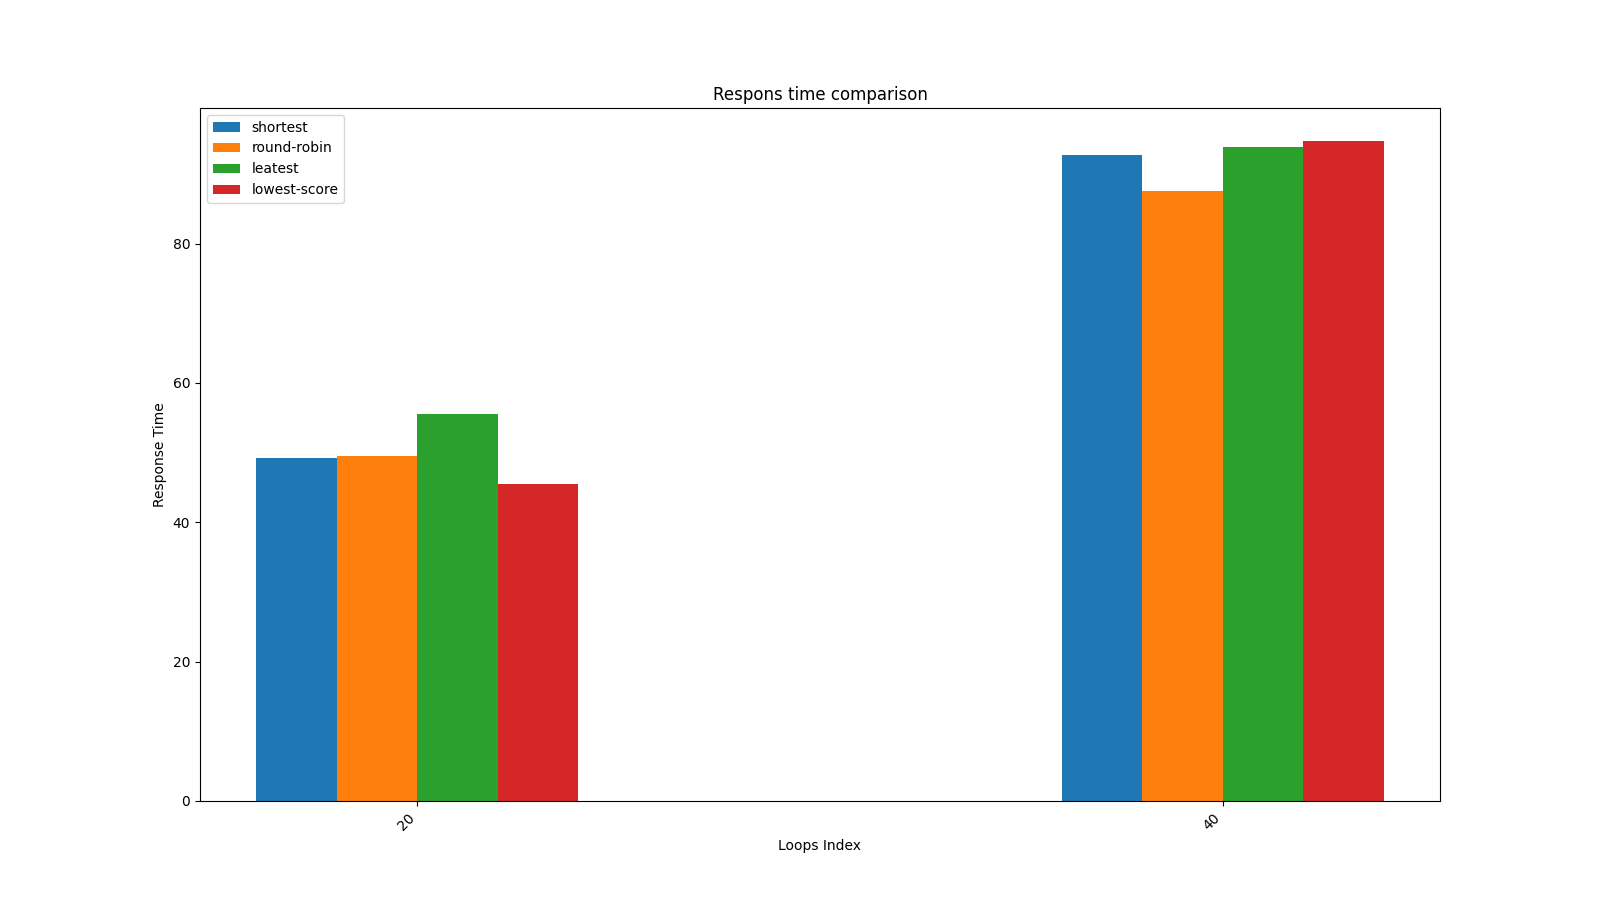 Respons time comparison
shortest
round-robin
leatest
lowest-score
80
60
40
20
0
Response Time
20
40
Loops Index